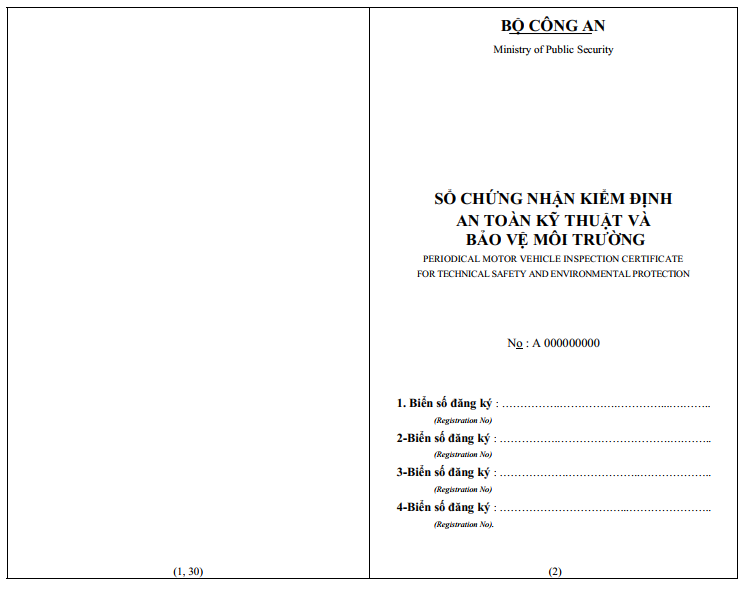 BỘ CÔNG AN
Ministry of Public Security
SỔ CHỨNG NHẬN KIỂM ĐỊNH
AN TOÀN KỸ THUẬT VÀ
BẢO VỆ MÔI TRƯỜNG
PERIODICAL MOTOR VEHICLE INSPECTION CERTIFICATE
FOR TECHNICAL SAFETY AND ENVIRONMENTAL PROTECTION
No : A 000000000
1. Biển số đăng ký : ……………..…………….…………...……….
(Registration No)
2-Biển số đăng ký : ……………..………………….……….………..
(Registration No)
3-Biển số đăng ký : ……………..………………….…………………..
(Registration No)
4-Biển số đăng ký : ……………………………..…………………..
(Registration No).
(1, 30)
(2)